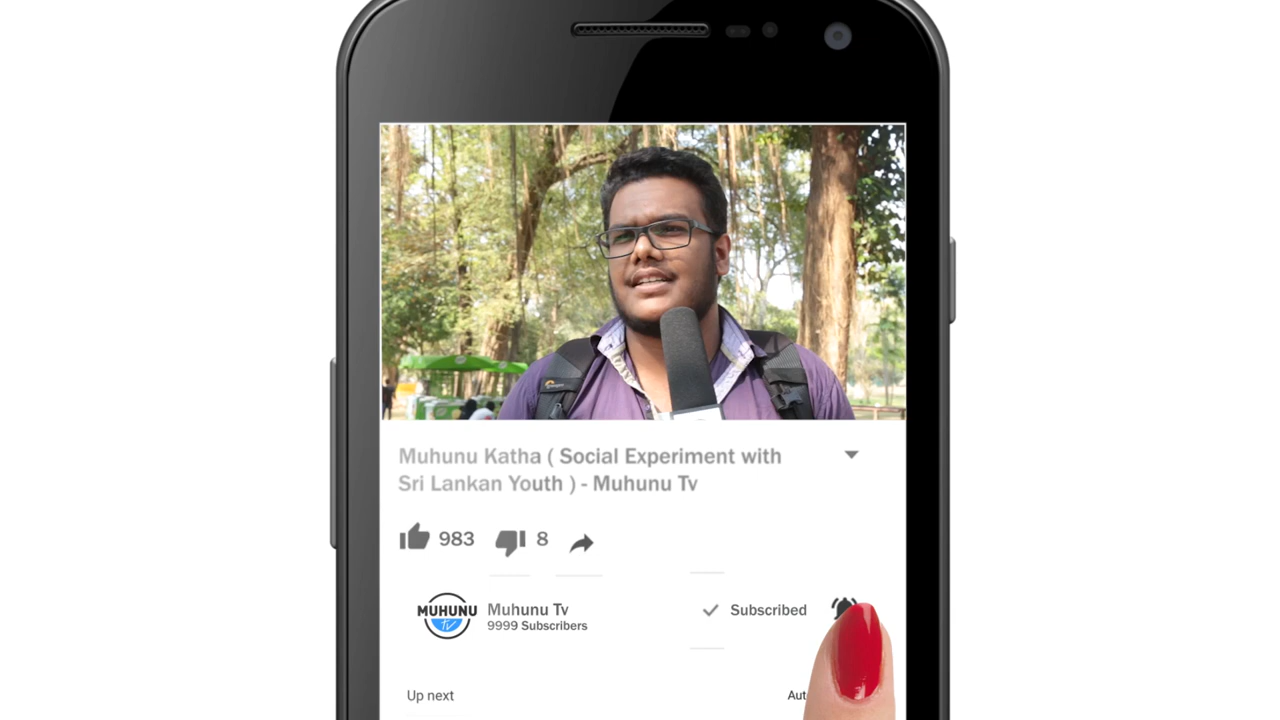 Muhunu Katha ( Social Experiment with
Sri Lankan Youth ) - Muhunu Tv
983
8
MUHUNU
tv
Muhunu Tv
9999 Subscribers
Subscribed
Up next